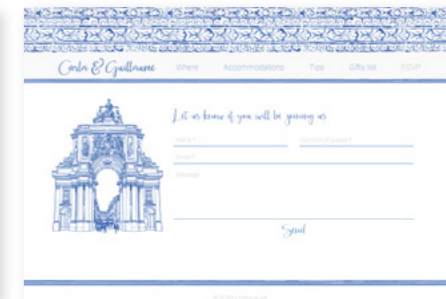 Carlos & Guillaume Where Accommodations Tips Gifts list RSVP
Let us know if you will be joining us
Name * Number of guests *
Email *
Message
Send